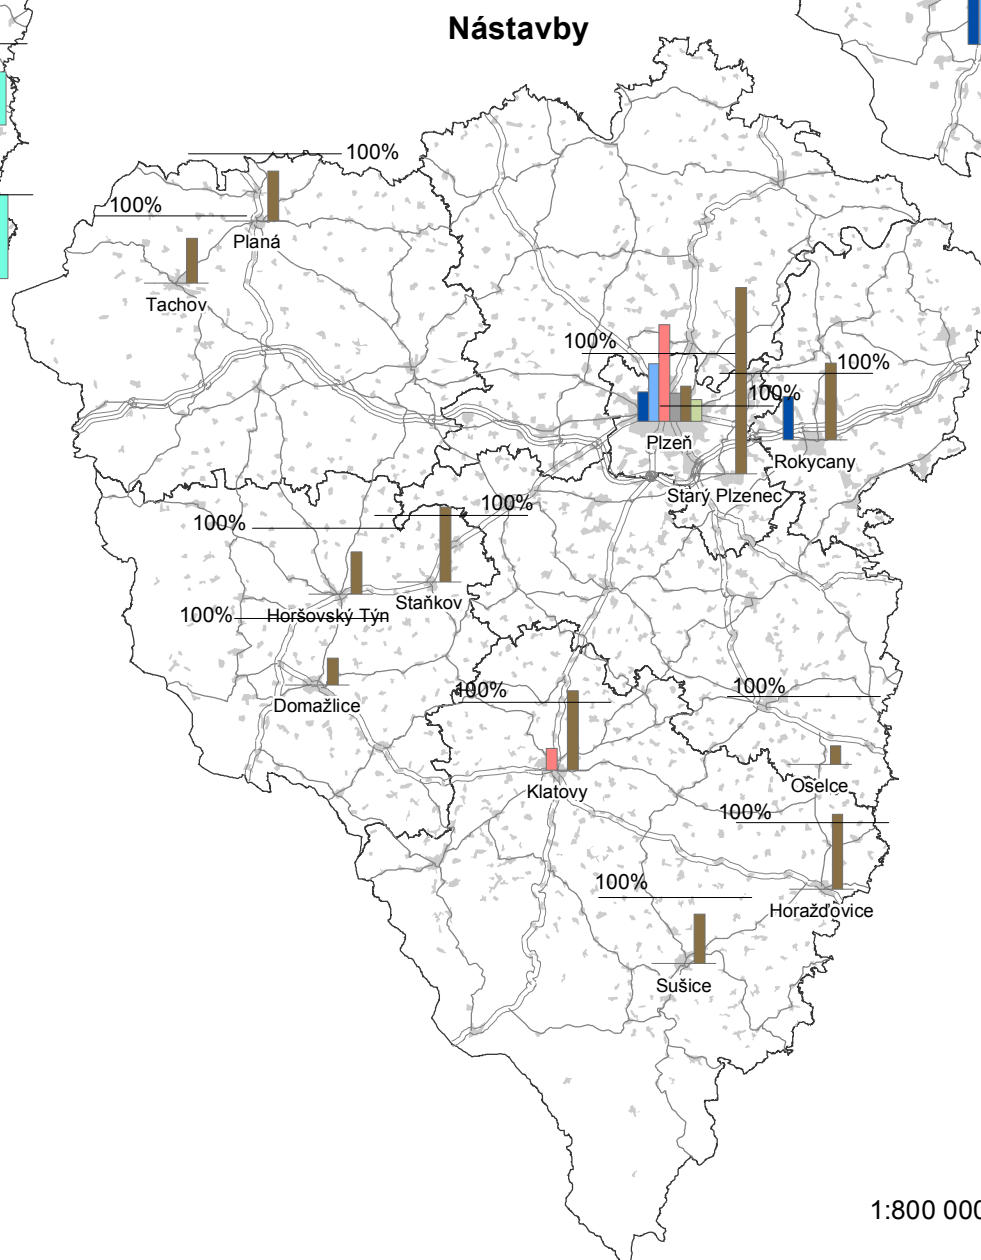 Nástavby
100%
100%
Planá
Tachov
100%
100%
100%
Plzeň
Rokycany
Starý Plzenec
100%
100%
Staňkov
Horšovský Týn
100%
Domažlice
100%
100%
Klatovy
Oselce
100%
100%
Horažďovice
Sušice
1:800 000